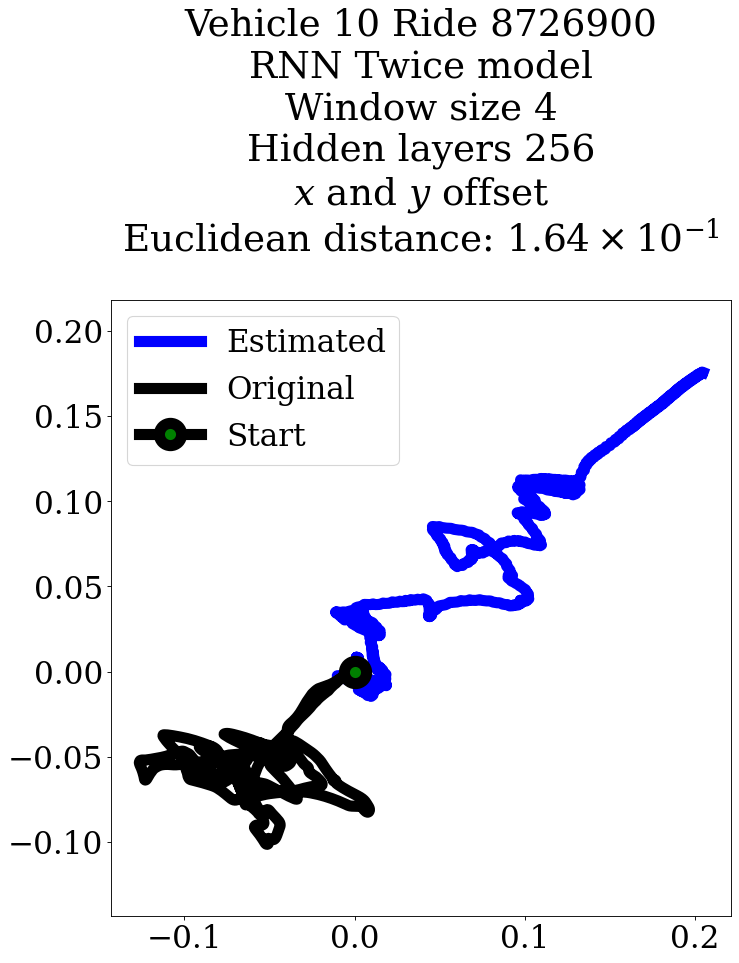 Vehicle 10 Ride 8726900
RNN Twice model
Window size 4
Hidden layers 256
x and y offset
Euclidean distance: 1.64 × 10⁻¹
Estimated
Original
Start
0.20
0.15
0.10
0.05
0.00
−0.05
−0.10
−0.1 0.0 0.1 0.2